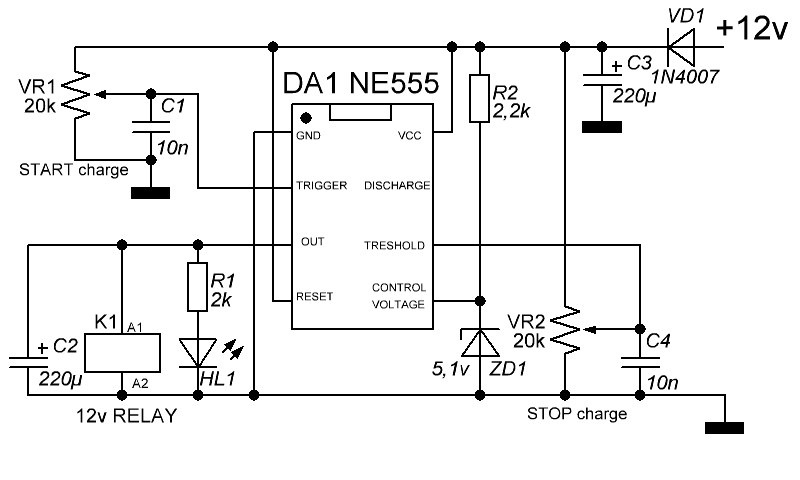 VD1
+12v
1N4007
+ C3
220µ
VR1
20k
C1
10n
START charge
DA1 NE555
R2
2,2k
GND
VCC
TRIGGER
DISCHARGE
OUT
TRESHOLD
CONTROL
VOLTAGE
RESET
R1
2k
K1
A1
A2
12v RELAY
+ C2
220µ
HL1
5,1v
ZD1
VR2
20k
C4
10n
STOP charge